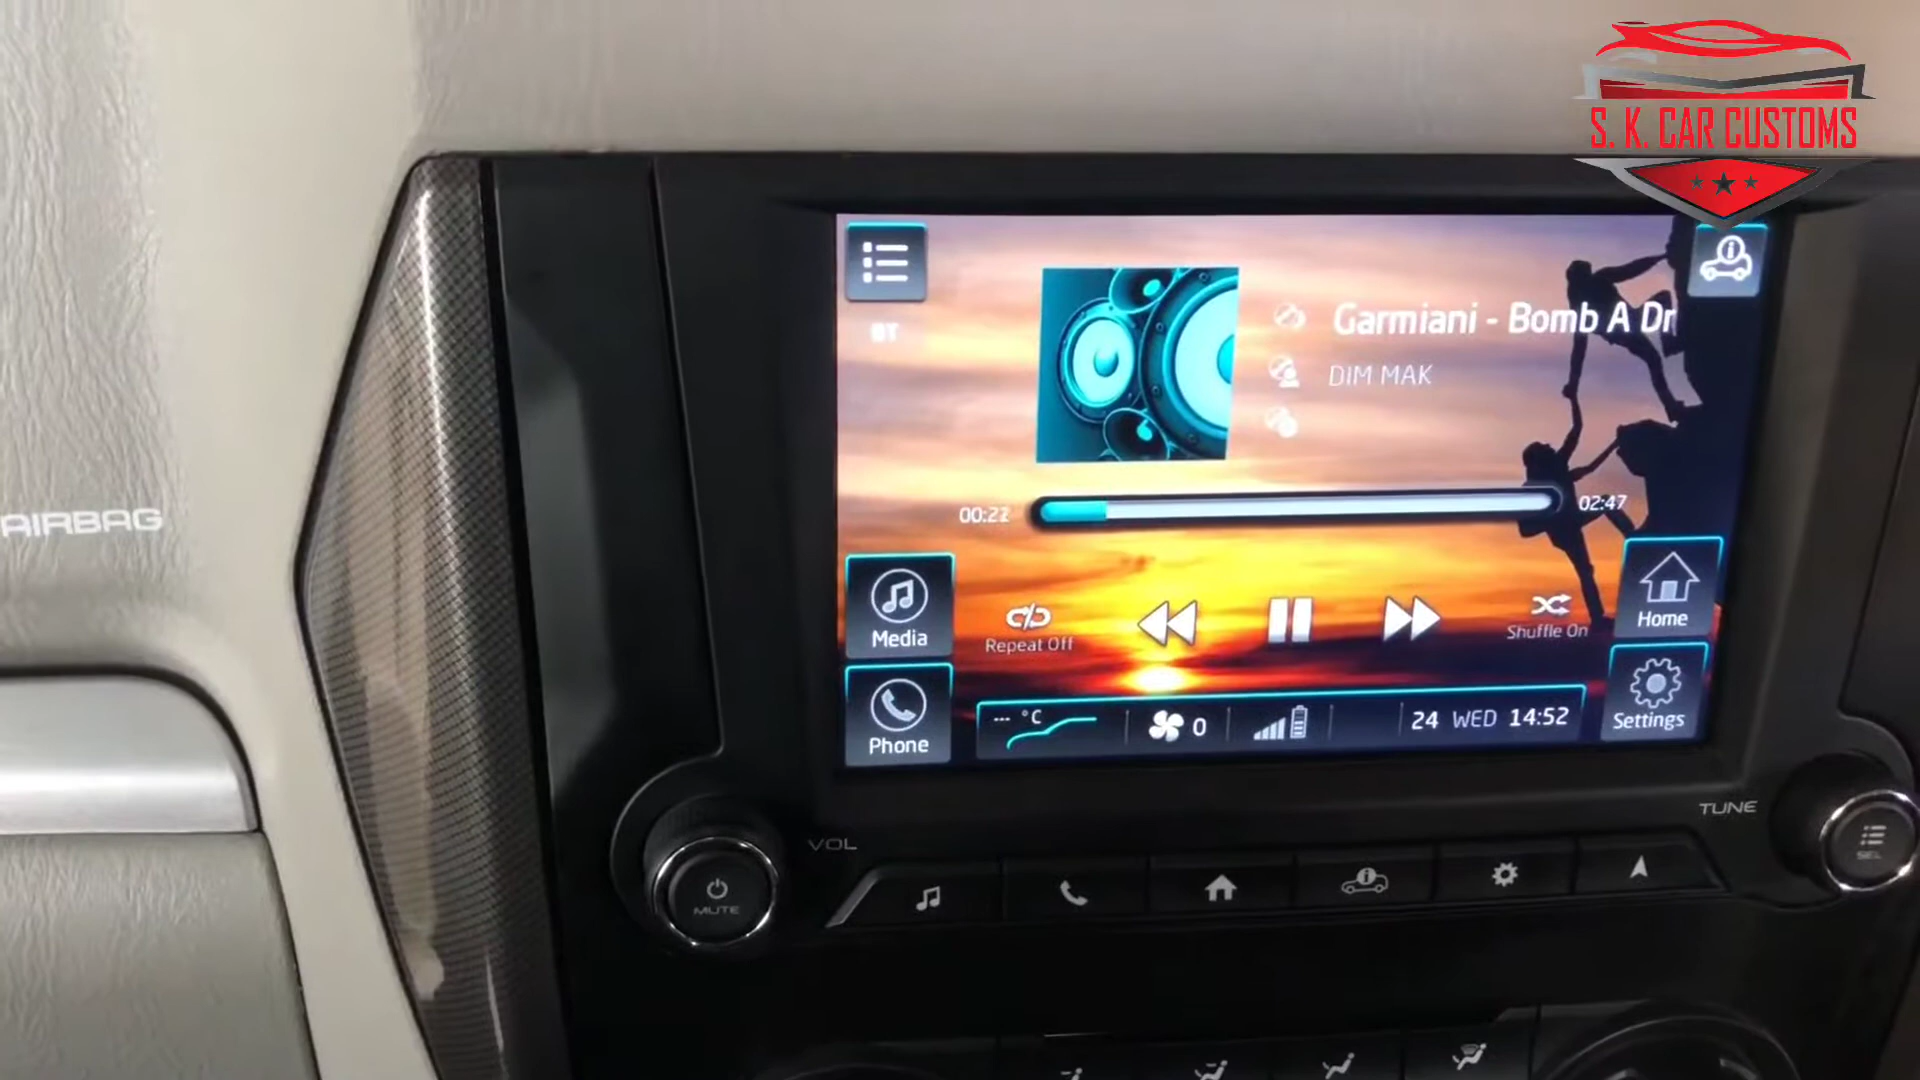 S. K. CAR CUSTOMS
BT
Garmiani - Bomb A Dr
DIM MAK
AIRBAG
00:22
02:47
Media
Repeat Off
Shuffle On
Home
Phone
--- °C
0
24 WED 14:52
Settings
TUNE
VOL
MUTE
SEL